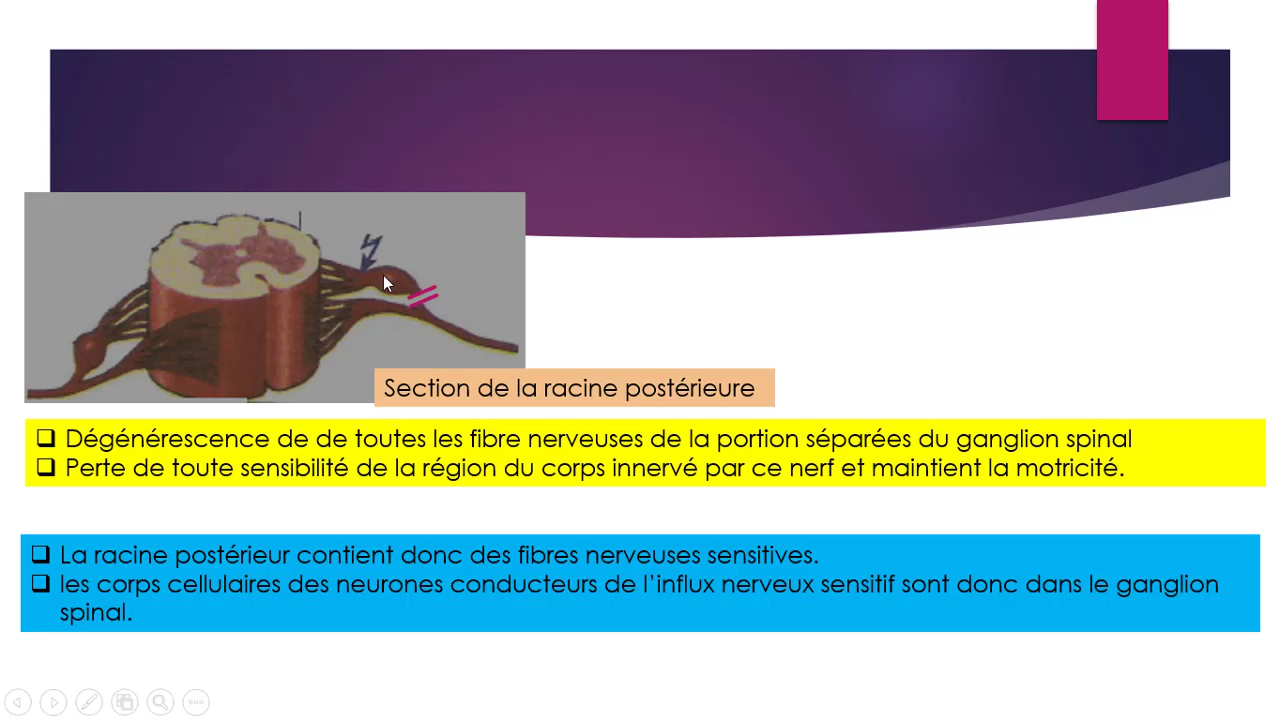 Section de la racine postérieure
❑ Dégénérescence de de toutes les fibre nerveuses de la portion séparées du ganglion spinal
❑ Perte de toute sensibilité de la région du corps innervé par ce nerf et maintient la motricité.
❑ La racine postérieur contient donc des fibres nerveuses sensitives.
❑ les corps cellulaires des neurones conducteurs de l’influx nerveux sensitif sont donc dans le ganglion
spinal.